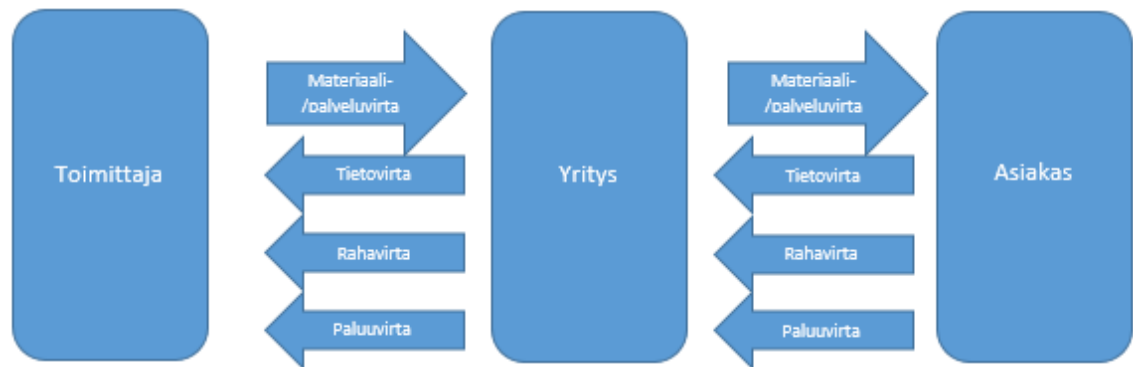 Toimittaja
Materiaali-
/palveluvirta
Tietovirta
Rahavirta
Paluuvirta
Yritys
Materiaali-
/palveluvirta
Tietovirta
Rahavirta
Paluuvirta
Asiakas